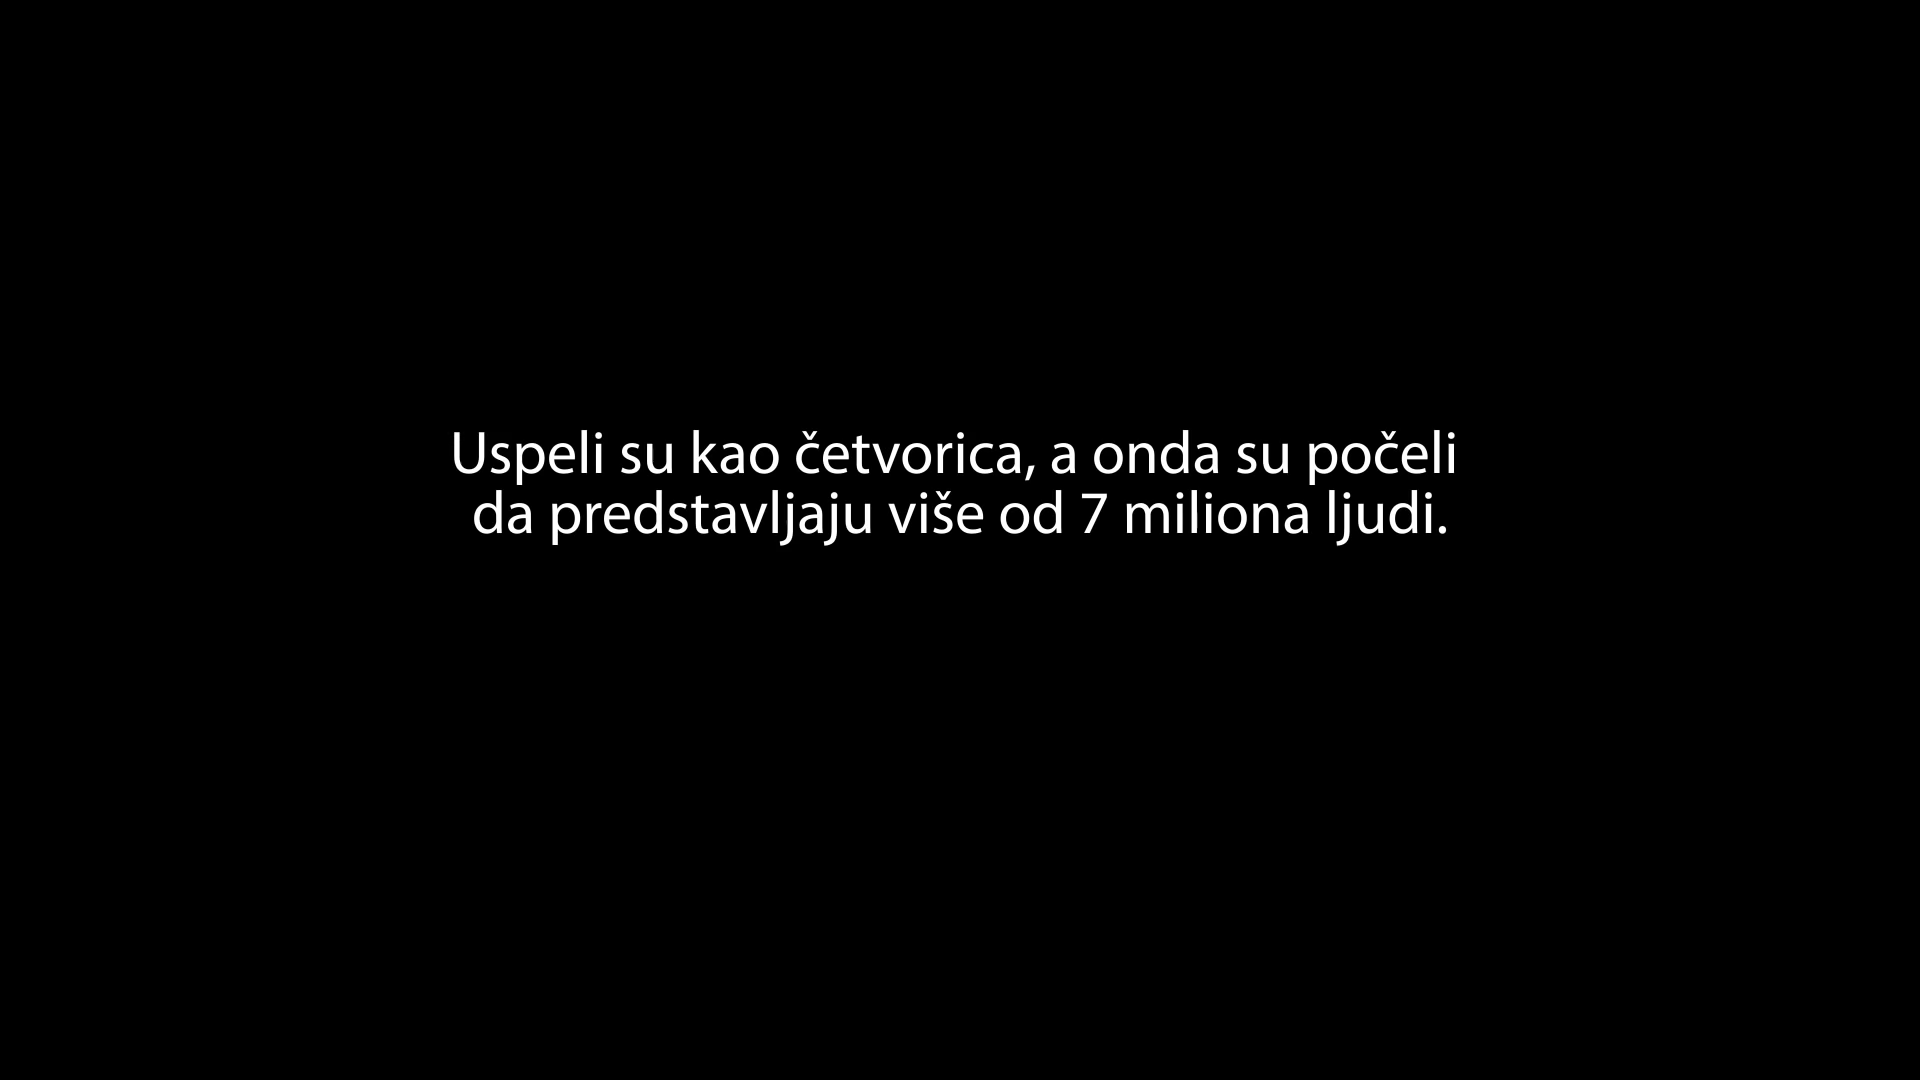 Uspeli su kao četvorica, a onda su počeli
da predstavljaju više od 7 miliona ljudi.